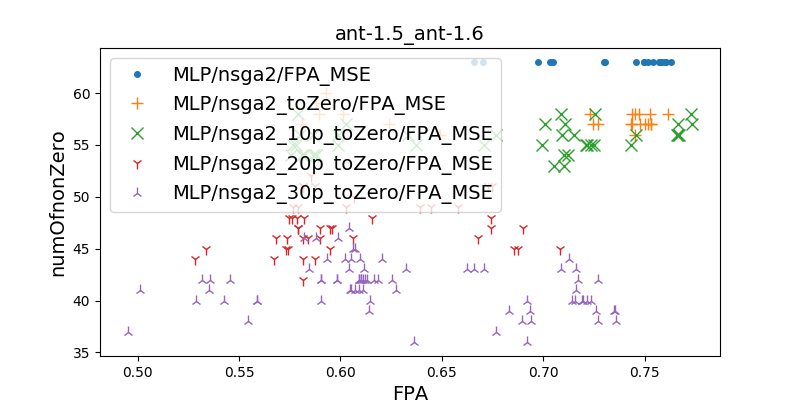 ant-1.5_ant-1.6
MLP/nsga2/FPA_MSE
MLP/nsga2_toZero/FPA_MSE
MLP/nsga2_10p_toZero/FPA_MSE
MLP/nsga2_20p_toZero/FPA_MSE
MLP/nsga2_30p_toZero/FPA_MSE
numOfnonZero
60
55
50
45
40
35
0.50 0.55 0.60 0.65 0.70 0.75
FPA